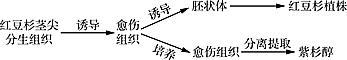 诱导 胚状体 红豆杉植株
红豆杉茎尖 诱导 愈伤
分生组织 组织
培养 愈伤组织 分离提取 紫杉醇